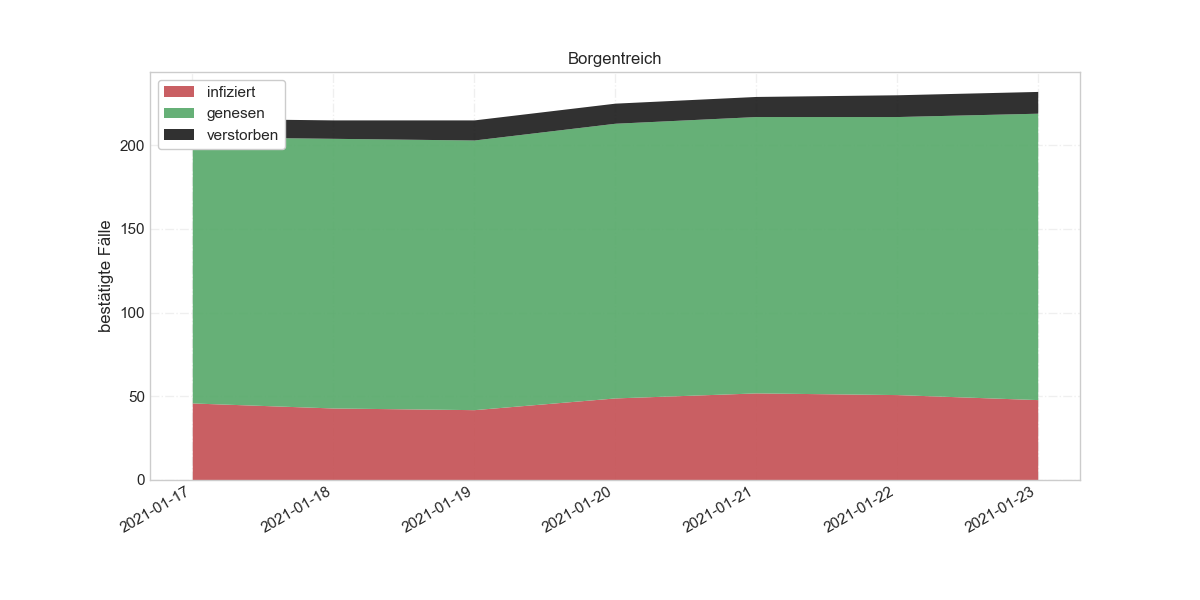 Borgentreich
infiziert
genesen
verstorben
bestätigte Fälle
200
150
100
50
0
2021-01-17
2021-01-18
2021-01-19
2021-01-20
2021-01-21
2021-01-22
2021-01-23